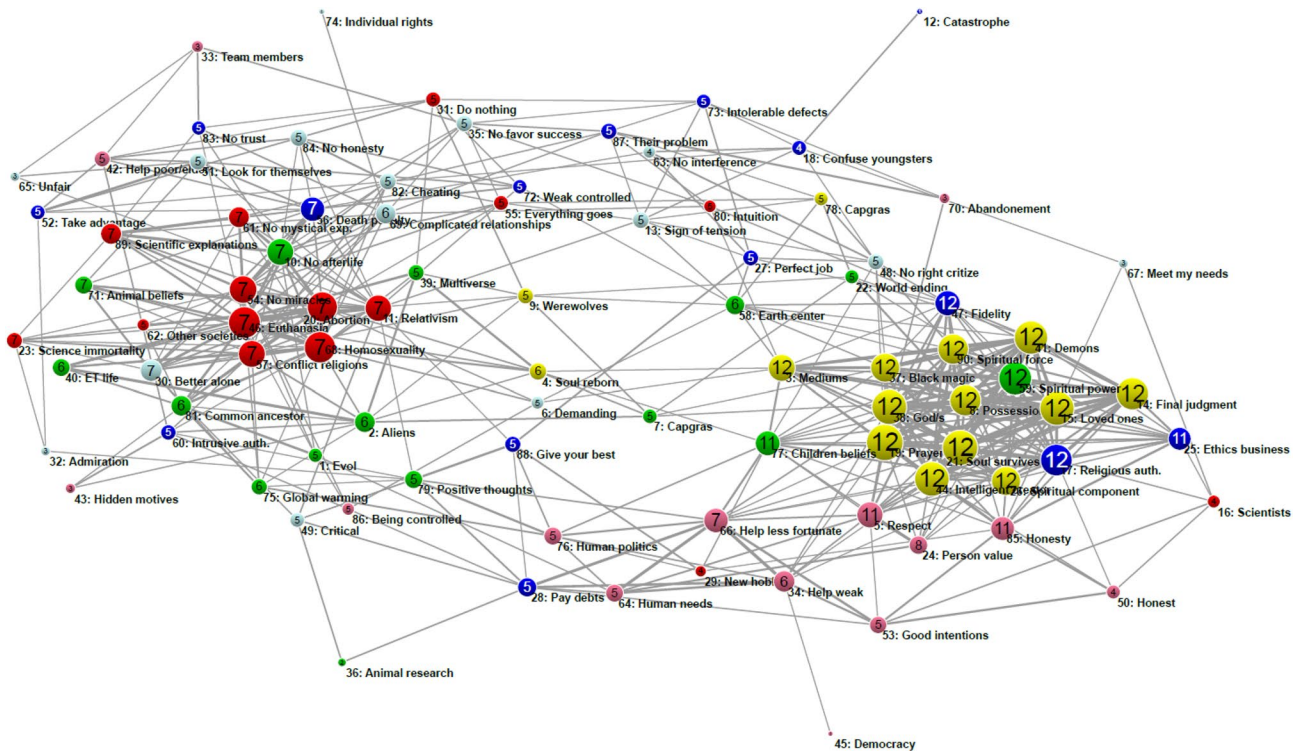 74: Individual rights
12: Catastrophe
33: Team members
31: Do nothing
73: Intolerable defects
35: No favor success
83: No trust
87: Their problem
84: No honesty
63: No interference
18: Confuse youngsters
42: Help poor/
51: Look for themselves
65: Unfair
82: Cheating
72: Weak controlled
52: Take advantage
55: Everything goes
80: Intuition
78: Capgras
70: Abandonement
61: No mystical exp.
Complicated relationships
13: Sign of tension
89: Scientific explanations
10: No afterlife
27: Perfect job
48: No right critize
67: Meet my needs
71: Animal beliefs
39: Multiverse
22: World ending
9: Werewolves
47: Fidelity
58: Earth center
No miracles
Abortion
11: Relativism
62: Other societies
Euthanasia
23: Science immortality
68: Homosexuality
41: Demons
Spiritual force
57: Conflict religions
40: ET life
30: Better alone
4: Soul reborn
3: Mediums
37: Black magic
59: Spiritual power
14: Final judgment
81: Common ancestor
6: Demanding
7: Capgras
38: God/s
8: Possession
15: Loved ones
2: Aliens
60: Intrusive auth.
88: Give your best
77: Children beliefs
19: Prayer
21: Soul survives
25: Ethics business
32: Admiration
1: Evol
Religious auth.
43: Hidden motives
75: Global warming
79: Positive thoughts
44: Intelligent
Spiritual component
16: Scientists
86: Being controlled
49: Critical
66: Help less fortunate
5: Respect
85: Honesty
76: Human politics
24: Person value
29: New
28: Pay debts
64: Human needs
34: Help weak
50: Honest
53: Good intentions
36: Animal research
45: Democracy